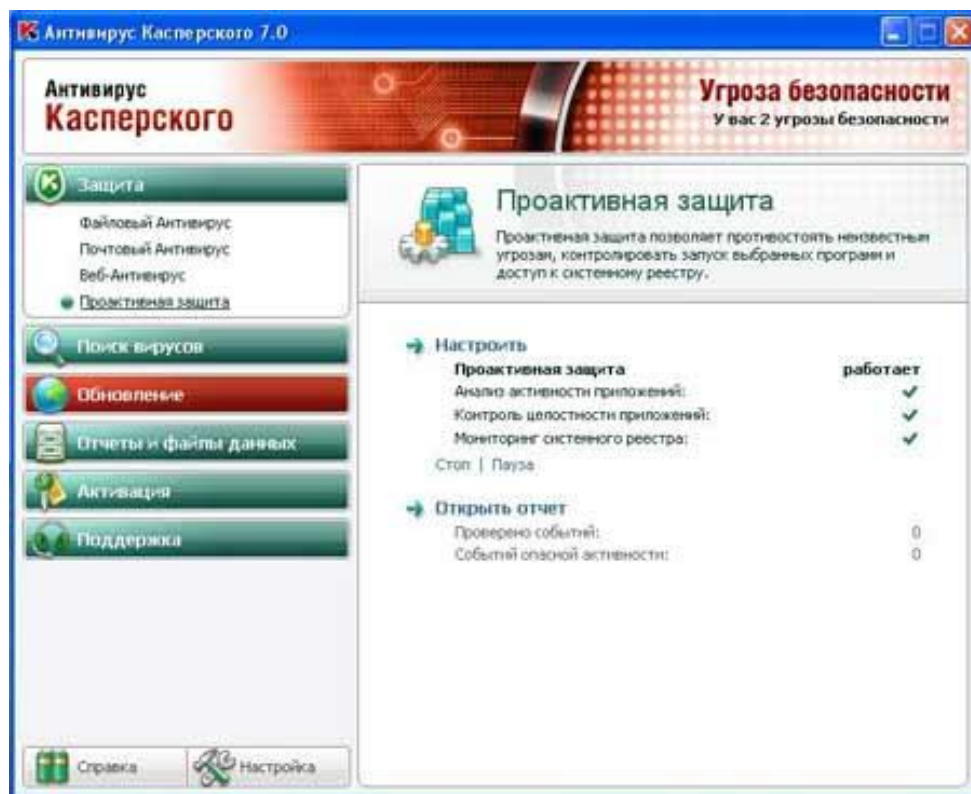 Антивирус Касперского 7.0
Антивирус
Касперского
Угроза безопасности
У вас 2 угрозы безопасности
Защита
Файловый Антивирус
Почтовый Антивирус
Веб-Антивирус
Проактивная защита
Поиск вирусов
Обновление
Отчеты и файлы данных
Активация
Поддержка
Справка
Настройка
Проактивная защита
Проактивная защита позволяет противостоять неизвестным
угрозам, контролировать запуск выбранных программ и
доступ к системному реестру.
Настроить
Проактивная защита работает
Анализ активности приложений:
Контроль целостности приложений:
Мониторинг системного реестра:
Стоп | Пауза
Открыть отчет
Проверено событий: 0
Событий опасной активности: 0